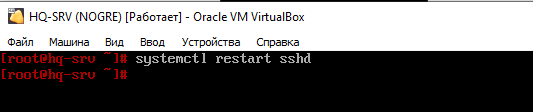 HQ-SRV (NOGRE) [Работает] - Oracle VM VirtualBox
Файл Машина Вид Ввод Устройства Справка
[root@hq-srv ~]# systemctl restart sshd
[root@hq-srv ~]#